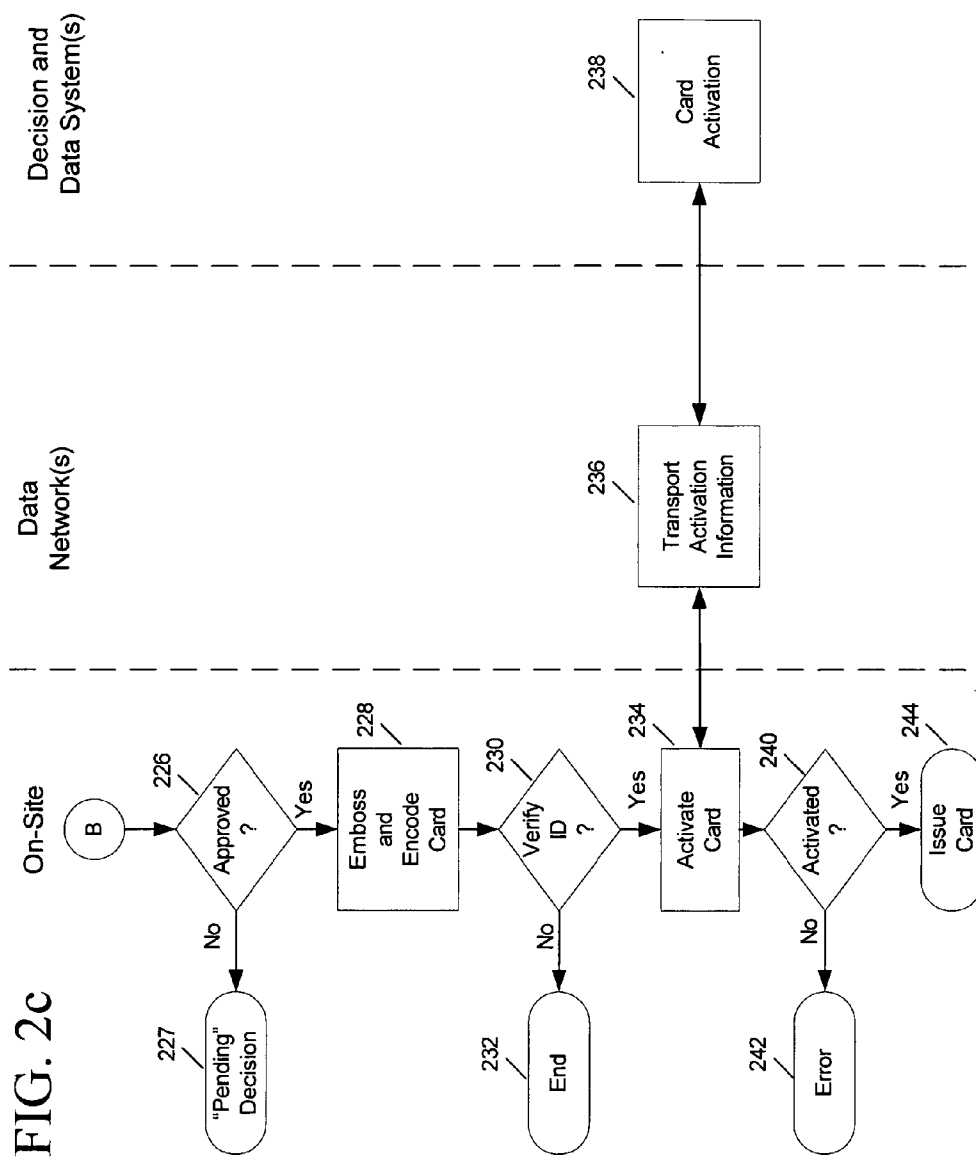 FIG. 2c
On-Site
Data
Network(s)
Decision and
Data System(s)
B
226
Approved
?
No
Yes
227
"Pending"
Decision
228
Emboss
and
Encode
Card
230
Verify
ID
?
No
Yes
232
End
234
Activate
Card
236
Transport
Activation
Information
238
Card
Activation
240
Activated
?
No
Yes
242
Error
244
Issue
Card